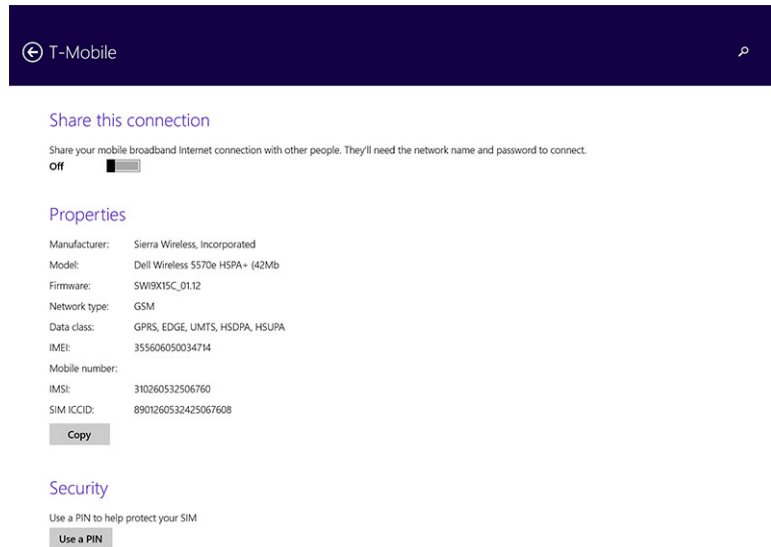 T-Mobile
Share this connection
Share your mobile broadband Internet connection with other people. They'll need the network name and password to connect.
Off
Properties
Manufacturer: Sierra Wireless, Incorporated
Model: Dell Wireless 5570e HSPA+ (42Mb
Firmware: SWI9X15C_01.12
Network type: GSM
Data class: GPRS, EDGE, UMTS, HSDPA, HSUPA
IMEI: 355606050034714
Mobile number:
IMSI: 310260532506760
SIM ICCID: 8901260532425067608
Copy
Security
Use a PIN to help protect your SIM
Use a PIN